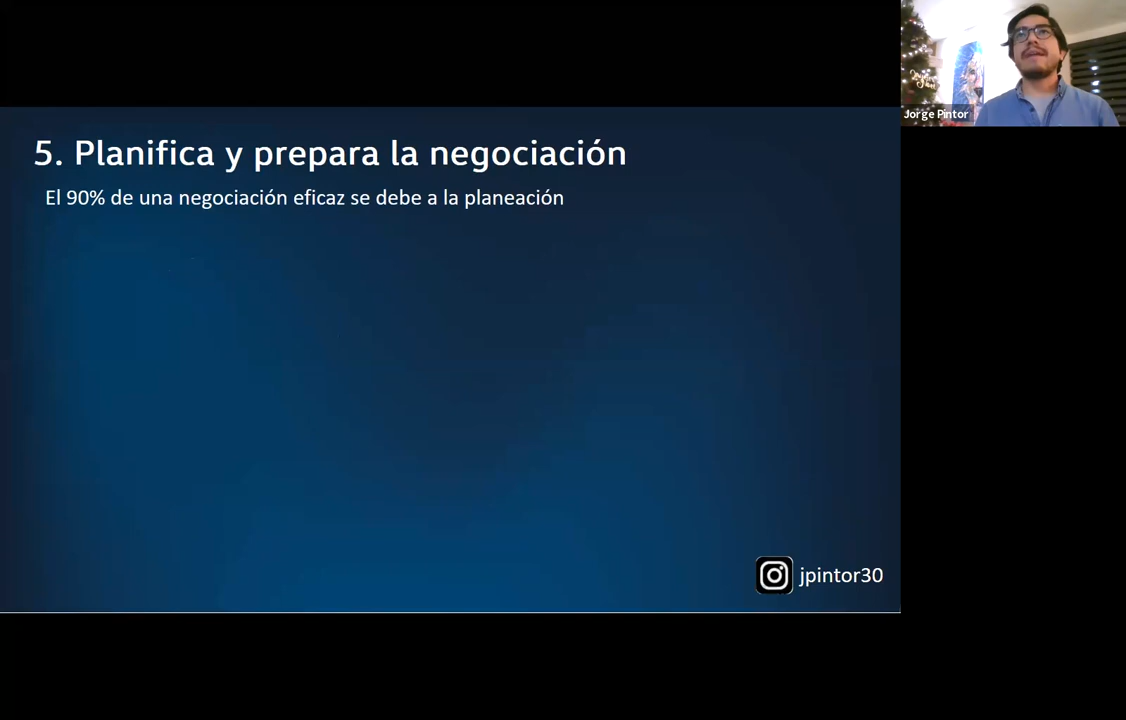 Jorge Pintor
5. Planifica y prepara la negociación
El 90% de una negociación eficaz se debe a la planeación
jpintor30